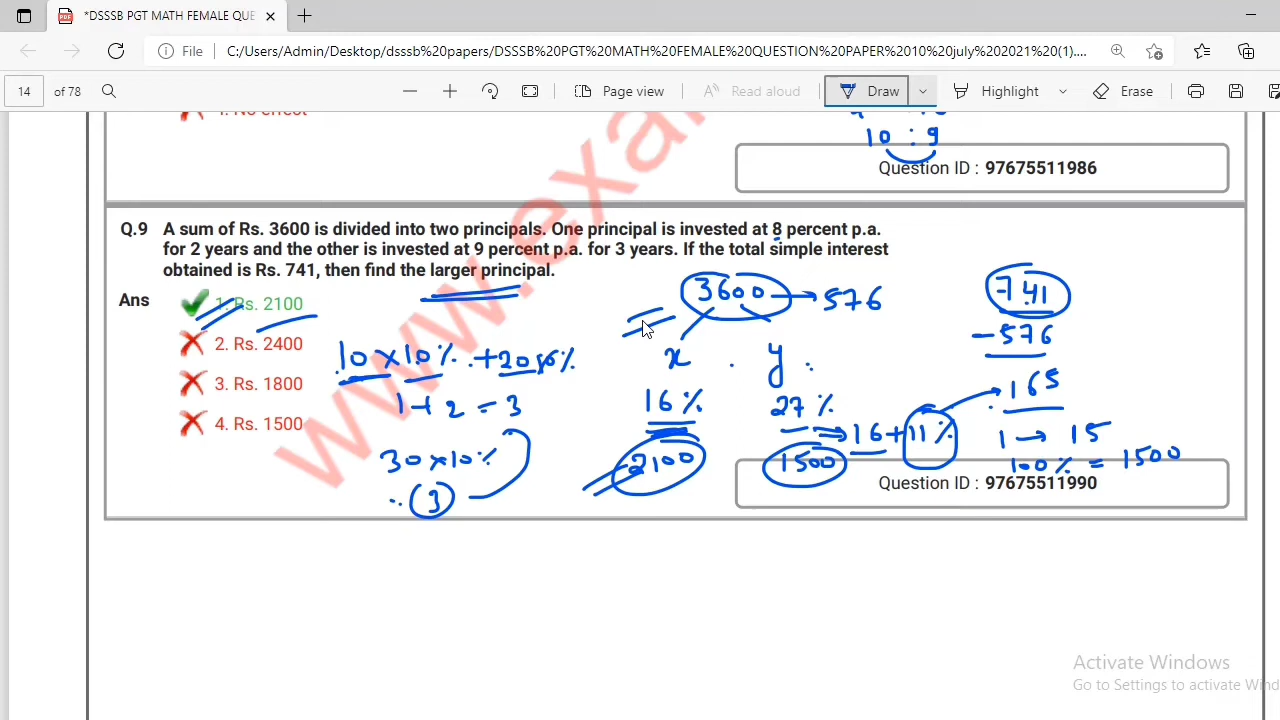 *DSSSB PGT MATH FEMALE QUE
File
C:/Users/Admin/Desktop/dsssb%20papers/DSSSB%20PGT%20MATH%20FEMALE%20QUESTION%20PAPER%2010%20july%202021%20(1)....
14 of 78
Page view
Read aloud
Draw
Highlight
Erase
10 : 9
Question ID : 97675511986
Q.9 A sum of Rs. 3600 is divided into two principals. One principal is invested at 8 percent p.a.
for 2 years and the other is invested at 9 percent p.a. for 3 years. If the total simple interest
obtained is Rs. 741, then find the larger principal.
Ans
1. Rs. 2100
2. Rs. 2400
3. Rs. 1800
4. Rs. 1500
3600 → 576
x y
16% 27%
→ 16 + 11%
2100 1500
741
- 576
165
1 → 15
100% = 1500
1 + 2 = 3
30 × 10%
(3)
Question ID : 97675511990
www.exa
Activate Windows
Go to Settings to activate Wind